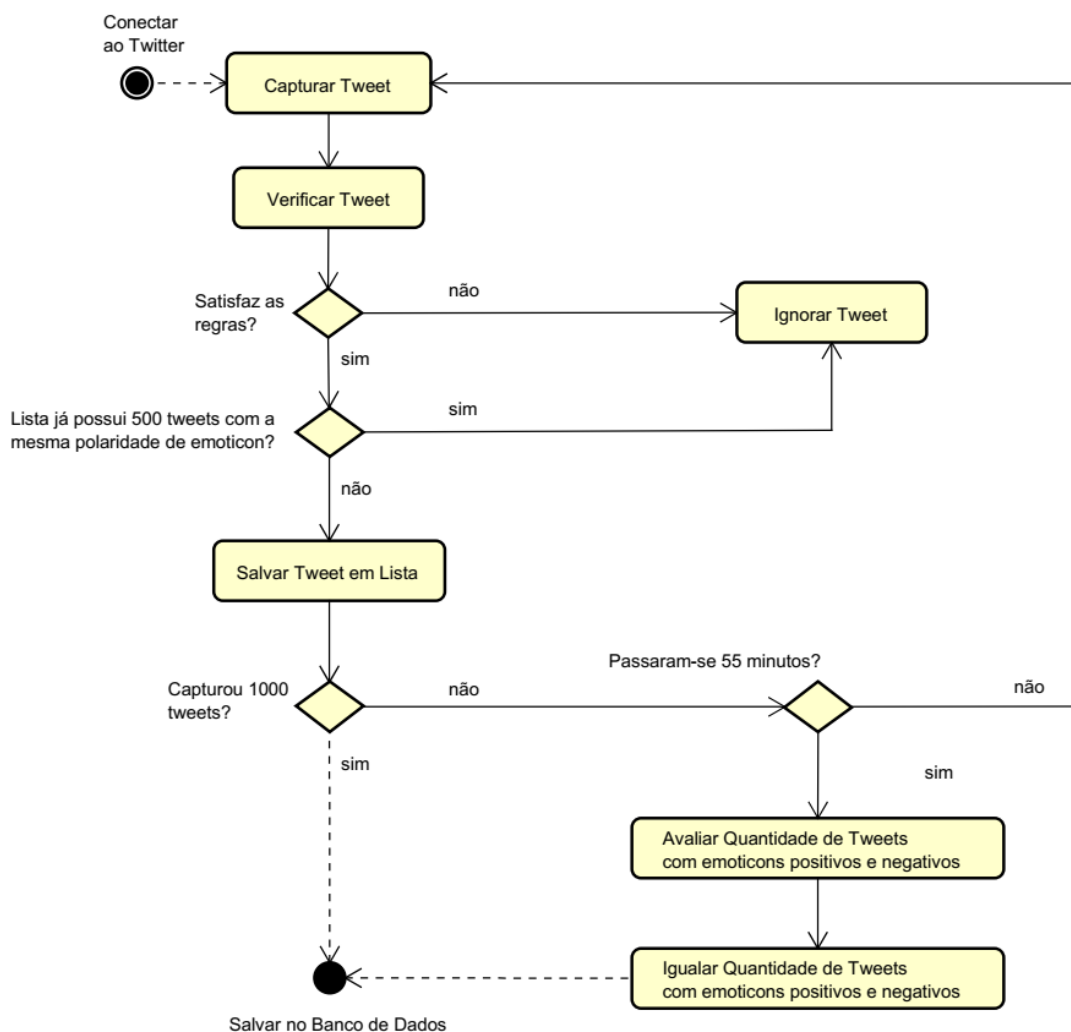 Conectar
ao Twitter
Capturar Tweet
Verificar Tweet
Satisfaz as
regras?
não
Ignorar Tweet
sim
Lista já possui 500 tweets com a
mesma polaridade de emoticon?
sim
não
Salvar Tweet em Lista
Passaram-se 55 minutos?
Capturou 1000
tweets?
não
não
sim
sim
Avaliar Quantidade de Tweets
com emoticons positivos e negativos
Igualar Quantidade de Tweets
com emoticons positivos e negativos
Salvar no Banco de Dados